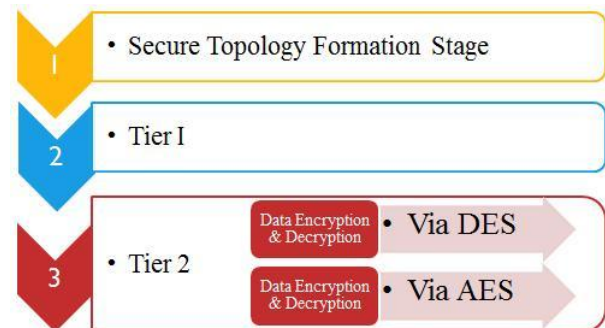 1
• Secure Topology Formation Stage
2
• Tier I
3
• Tier 2
Data Encryption
& Decryption
• Via DES
Data Encryption
& Decryption
• Via AES